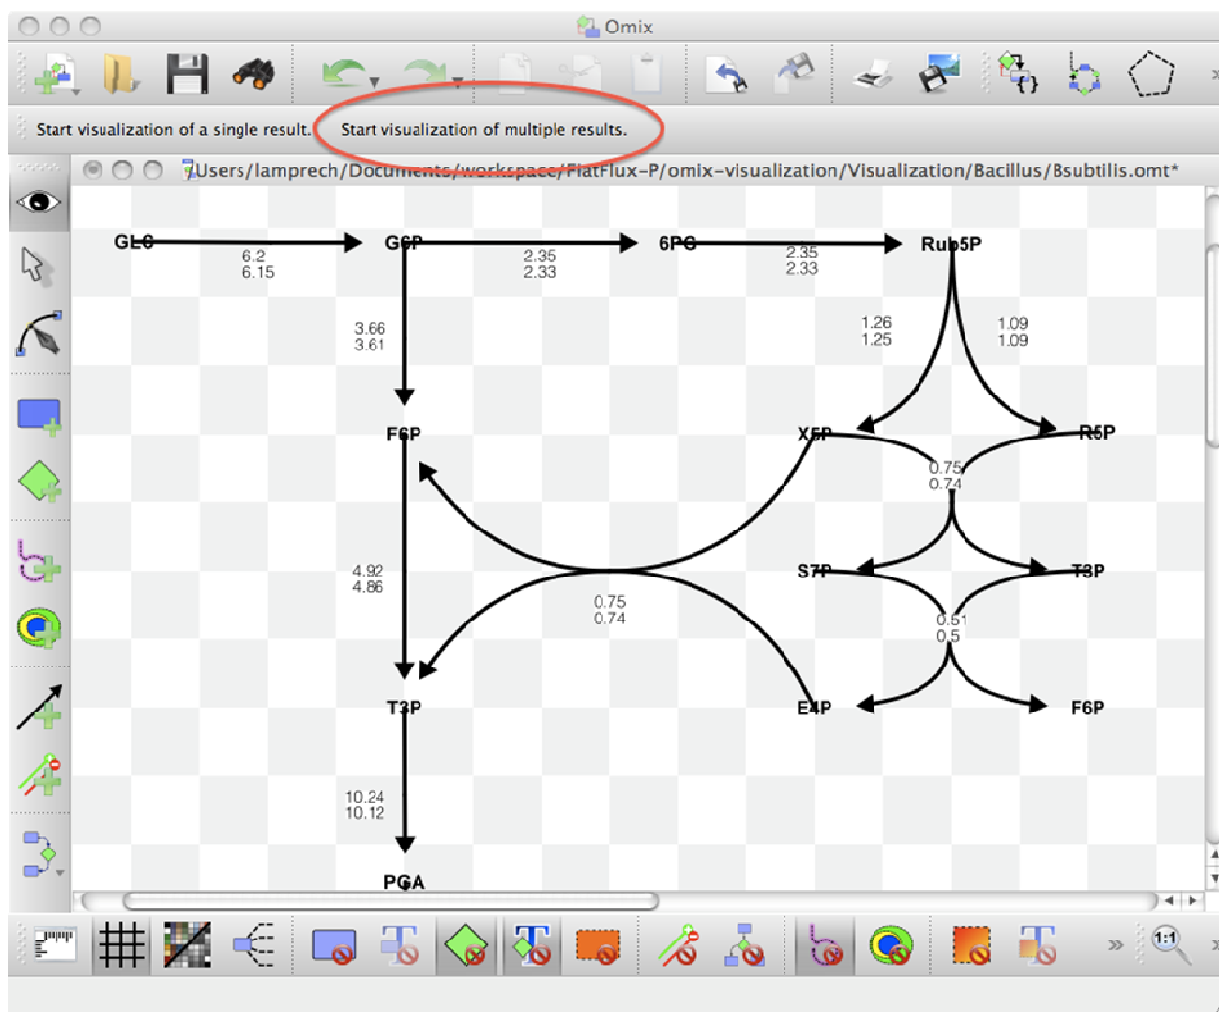 Omix
Start visualization of a single result.
Start visualization of multiple results.
/Users/lamprech/Documents/workspace/FiatFlux-P/omix-visualization/Visualization/Bacillus/Bsubtilis.omt*
GLC
G6P
6PG
Rub5P
6.2
6.15
2.35
2.33
2.35
2.33
3.66
3.61
1.26
1.25
1.09
1.09
F6P
X5P
R5P
0.75
0.74
4.92
4.86
S7P
T3P
0.75
0.74
0.51
0.5
T3P
E4P
F6P
10.24
10.12
PGA
T
T
1:1
T